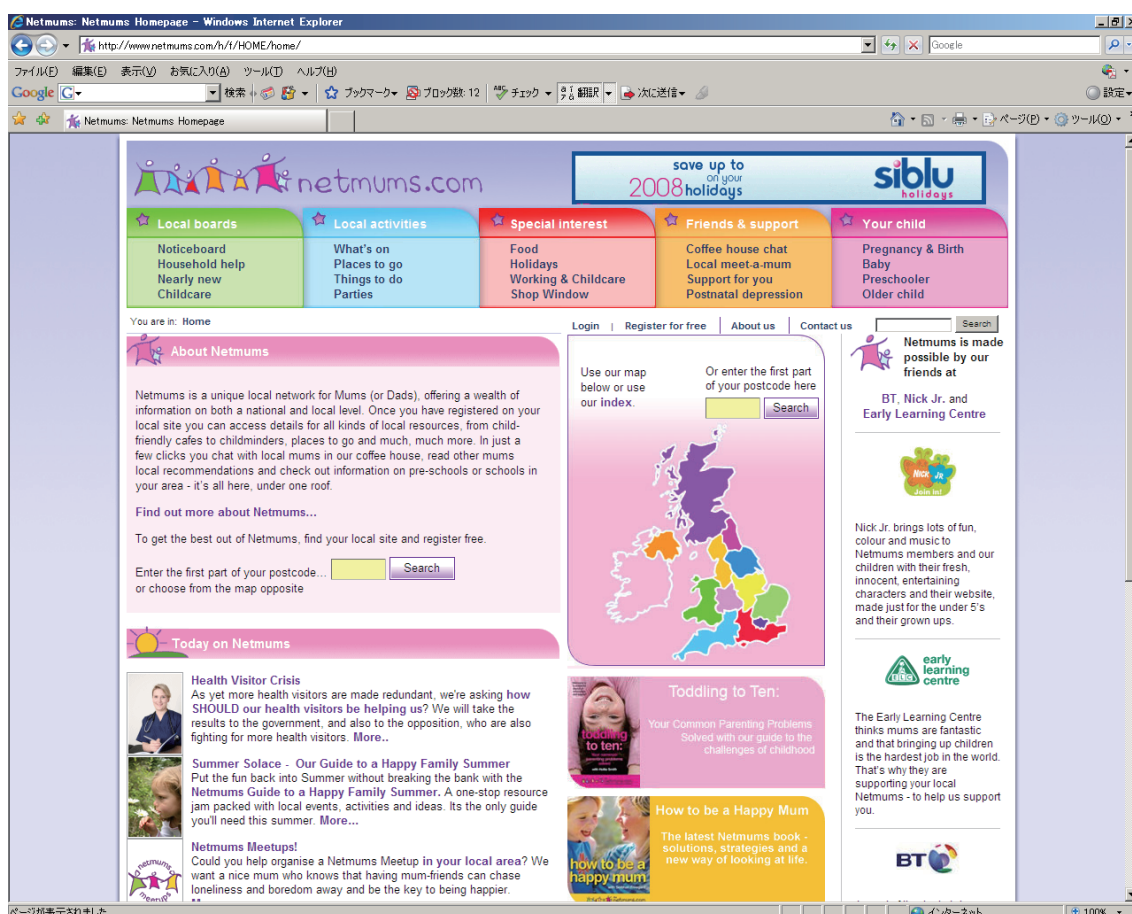 Netmums: Netmums Homepage - Windows Internet Explorer
http://www.netmums.com/h/f/HOME/home/
Google
ファイル(F) 編集(E) 表示(V) お気に入り(A) ツール(T) ヘルプ(H)
Google G 検索 ブックマーク ブロック数: 12 チェック 翻訳 次に送信 設定
Netmums: Netmums Homepage
ページ(P) ツール(O)
netmums.com
save up to
on your
2008 holidays
siblu
holidays
Local boards
Noticeboard
Household help
Nearly new
Childcare
Local activities
What's on
Places to go
Things to do
Parties
Special interest
Food
Holidays
Working & Childcare
Shop Window
Friends & support
Coffee house chat
Local meet-a-mum
Support for you
Postnatal depression
Your child
Pregnancy & Birth
Baby
Preschooler
Older child
You are in: Home
Login | Register for free | About us | Contact us Search
About Netmums
Netmums is a unique local network for Mums (or Dads), offering a wealth of
information on both a national and local level. Once you have registered on your
local site you can access details for all kinds of local resources, from child-
friendly cafes to childminders, places to go and much, much more. In just a
few clicks you chat with local mums in our coffee house, read other mums
local recommendations and check out information on pre-schools or schools in
your area - it's all here, under one roof.
Find out more about Netmums...
To get the best out of Netmums, find your local site and register free.
Enter the first part of your postcode... Search
or choose from the map opposite
Use our map
below or use
our index.
Or enter the first part
of your postcode here
Search
Netmums is made
possible by our
friends at
BT, Nick Jr. and
Early Learning Centre
NICK JR
Join in!
Nick Jr. brings lots of fun,
colour and music to
Netmums members and our
children with their fresh,
innocent, entertaining
characters and their website,
made just for the under 5's
and their grown ups.
early
learning
centre
ELC
The Early Learning Centre
thinks mums are fantastic
and that bringing up children
is the hardest job in the world.
That's why they are
supporting your local
Netmums - to help us support
you.
BT
Today on Netmums
Health Visitor Crisis
As yet more health visitors are made redundant, we're asking how
SHOULD our health visitors be helping us? We will take the
results to the government, and also to the opposition, who are also
fighting for more health visitors. More..
Summer Solace - Our Guide to a Happy Family Summer
Put the fun back into Summer without breaking the bank with the
Netmums Guide to a Happy Family Summer. A one-stop resource
jam packed with local events, activities and ideas. Its the only guide
you'll need this summer. More...
netmums
meetups
Netmums Meetups!
Could you help organise a Netmums Meetup in your local area? We
want a nice mum who knows that having mum-friends can chase
loneliness and boredom away and be the key to being happier.
toddling
to ten:
Toddling to Ten:
Your Common Parenting Problems
Solved with our guide to the
challenges of childhood
how to be a
happy mum
How to be a Happy Mum
The latest Netmums book -
solutions, strategies and a
new way of looking at life.
ページが表示されました インターネット 100%